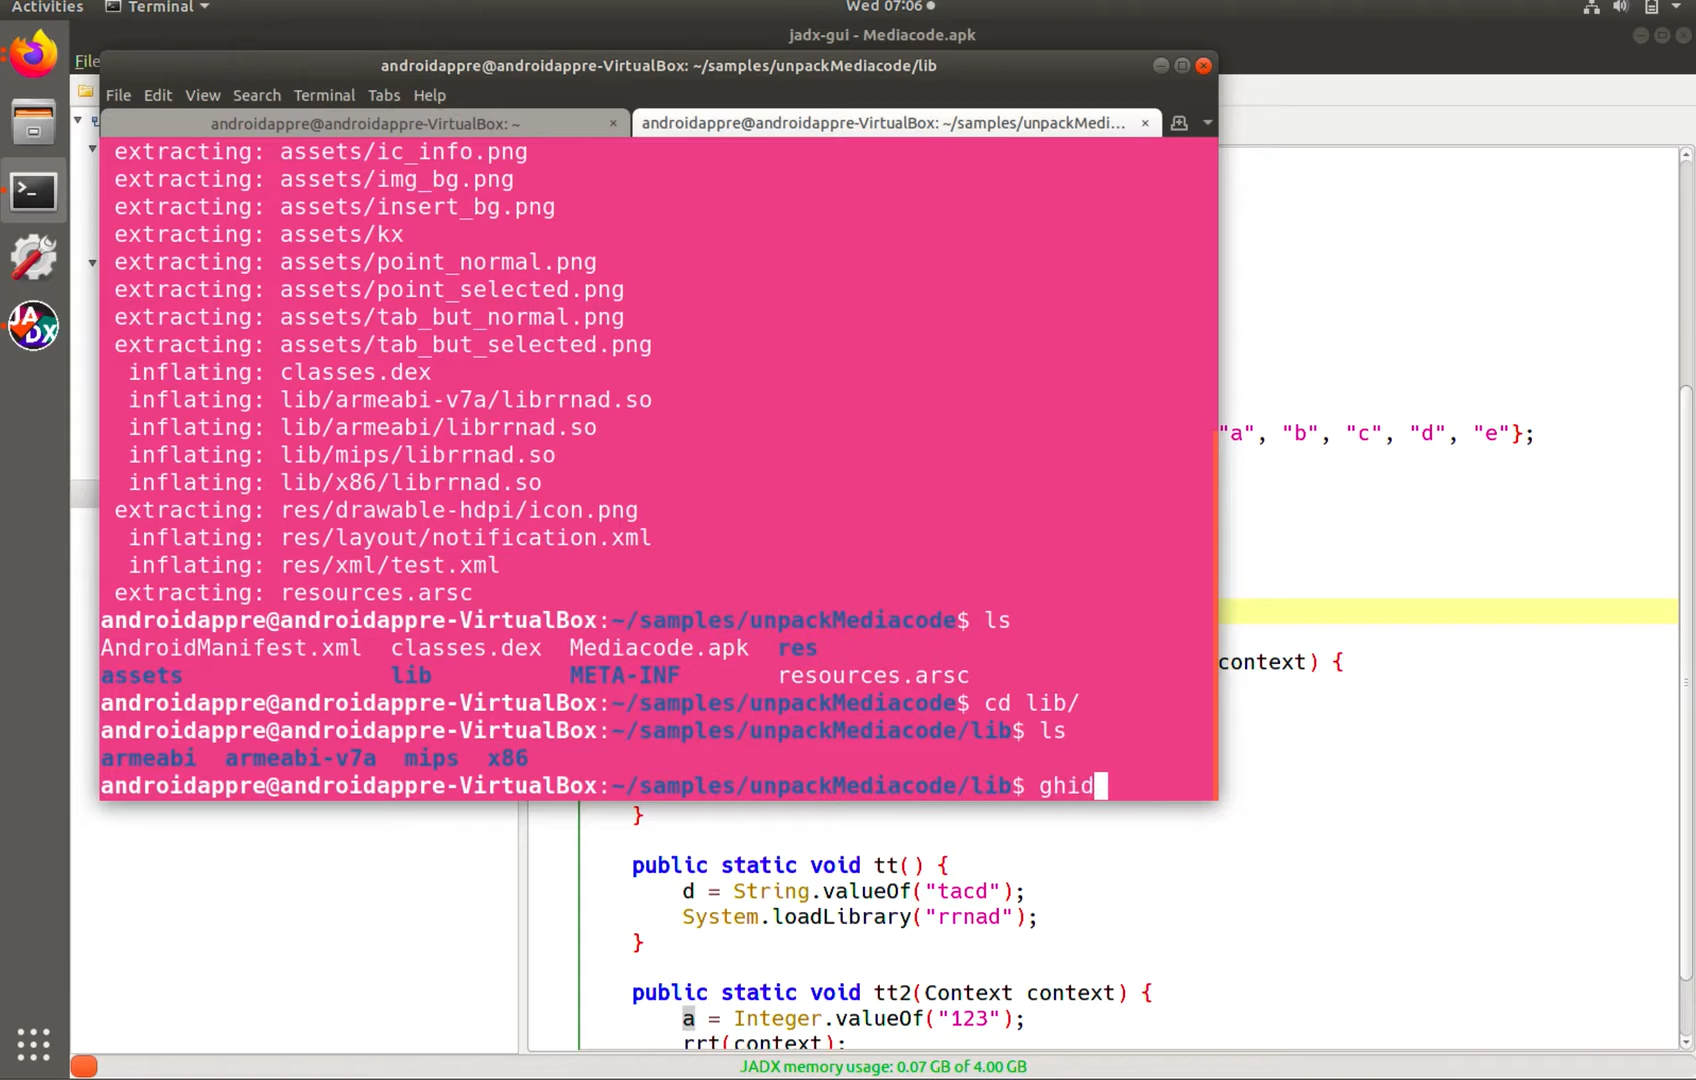 Activities Terminal Wed 07:06
jadx-gui - Mediacode.apk
File
androidappre@androidappre-VirtualBox: ~/samples/unpackMediacode/lib
File Edit View Search Terminal Tabs Help
androidappre@androidappre-VirtualBox: ~ × androidappre@androidappre-VirtualBox: ~/samples/unpackMedi... ×
extracting: assets/ic_info.png
extracting: assets/img_bg.png
extracting: assets/insert_bg.png
extracting: assets/kx
extracting: assets/point_normal.png
extracting: assets/point_selected.png
extracting: assets/tab_but_normal.png
extracting: assets/tab_but_selected.png
inflating: classes.dex
inflating: lib/armeabi-v7a/librrnad.so
inflating: lib/armeabi/librrnad.so
inflating: lib/mips/librrnad.so
inflating: lib/x86/librrnad.so
extracting: res/drawable-hdpi/icon.png
inflating: res/layout/notification.xml
inflating: res/xml/test.xml
extracting: resources.arsc
androidappre@androidappre-VirtualBox:~/samples/unpackMediacode$ ls
AndroidManifest.xml classes.dex Mediacode.apk res
assets lib META-INF resources.arsc
androidappre@androidappre-VirtualBox:~/samples/unpackMediacode$ cd lib/
androidappre@androidappre-VirtualBox:~/samples/unpackMediacode/lib$ ls
armeabi armeabi-v7a mips x86
androidappre@androidappre-VirtualBox:~/samples/unpackMediacode/lib$ ghid
"a", "b", "c", "d", "e"};
context) {
}
public static void tt() {
d = String.valueOf("tacd");
System.loadLibrary("rrnad");
}
public static void tt2(Context context) {
a = Integer.valueOf("123");
rrt(context);
JADX memory usage: 0.07 GB of 4.00 GB
JADX